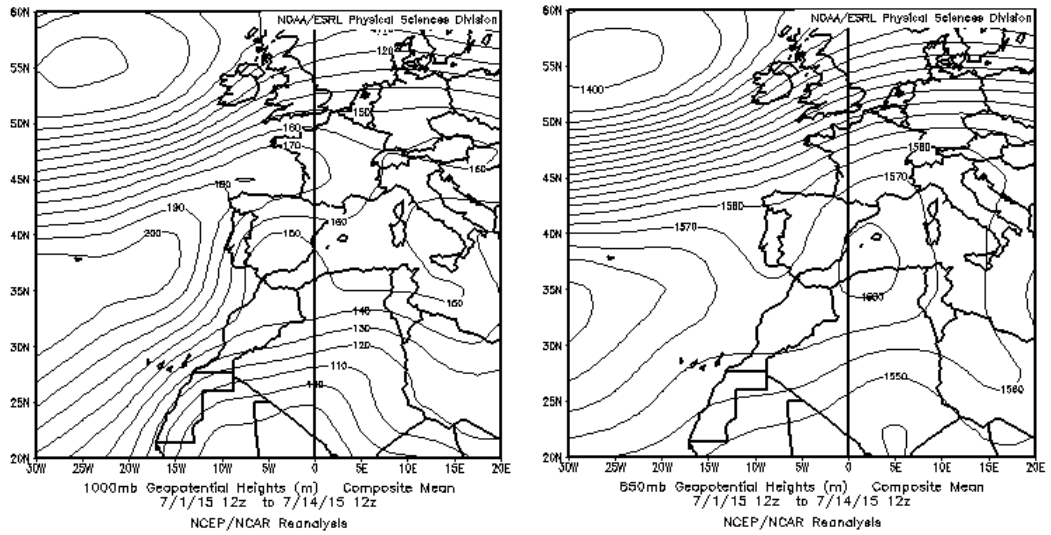 NOAA/ESRL Physical Sciences Division
60N
55N
50N
45N
40N
35N
30N
25N
20N
120
150
160
170
180
160
190
200
160
150
160
140
130
120
110
30W 25W 20W 15W 10W 5W 0 5E 10E 15E 20E
1000mb Geopotential Heights (m) Composite Mean
7/1/15 12z to 7/14/15 12z
NCEP/NCAR Reanalysis
NOAA/ESRL Physical Sciences Division
60N
55N
50N
45N
40N
35N
30N
25N
20N
1400
1560
1570
1580
1570
1550
1560
30W 25W 20W 15W 10W 5W 0 5E 10E 15E 20E
850mb Geopotential Heights (m) Composite Mean
7/1/15 12z to 7/14/15 12z
NCEP/NCAR Reanalysis